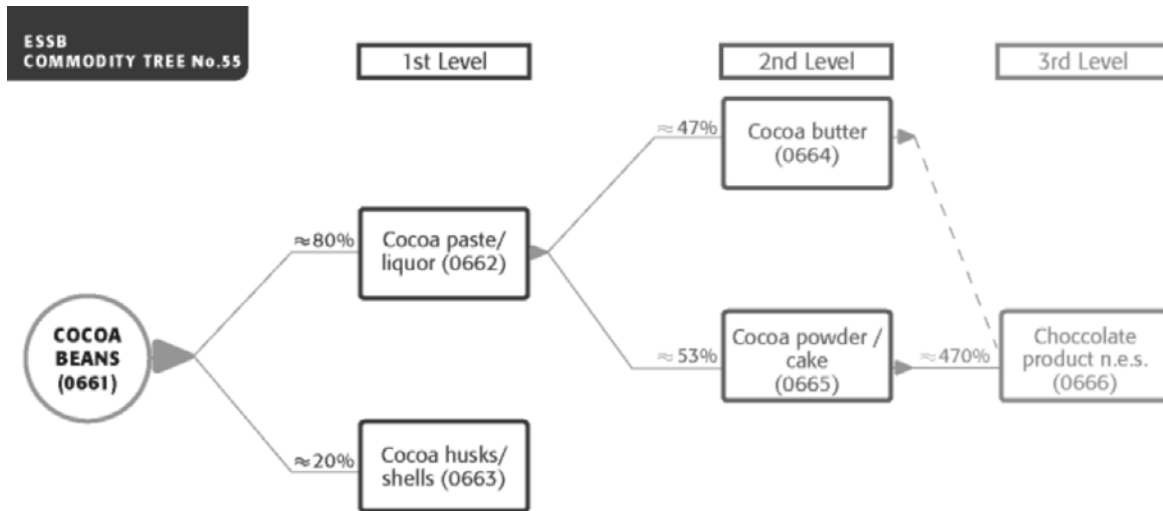 ESSB
COMMODITY TREE No.55
1st Level
2nd Level
3rd Level
≈ 47%
Cocoa butter
(0664)
≈ 80%
Cocoa paste/
liquor (0662)
COCOA
BEANS
(0661)
≈ 53%
Cocoa powder /
cake
(0665)
≈ 470%
Choccolate
product n.e.s.
(0666)
≈ 20%
Cocoa husks/
shells (0663)